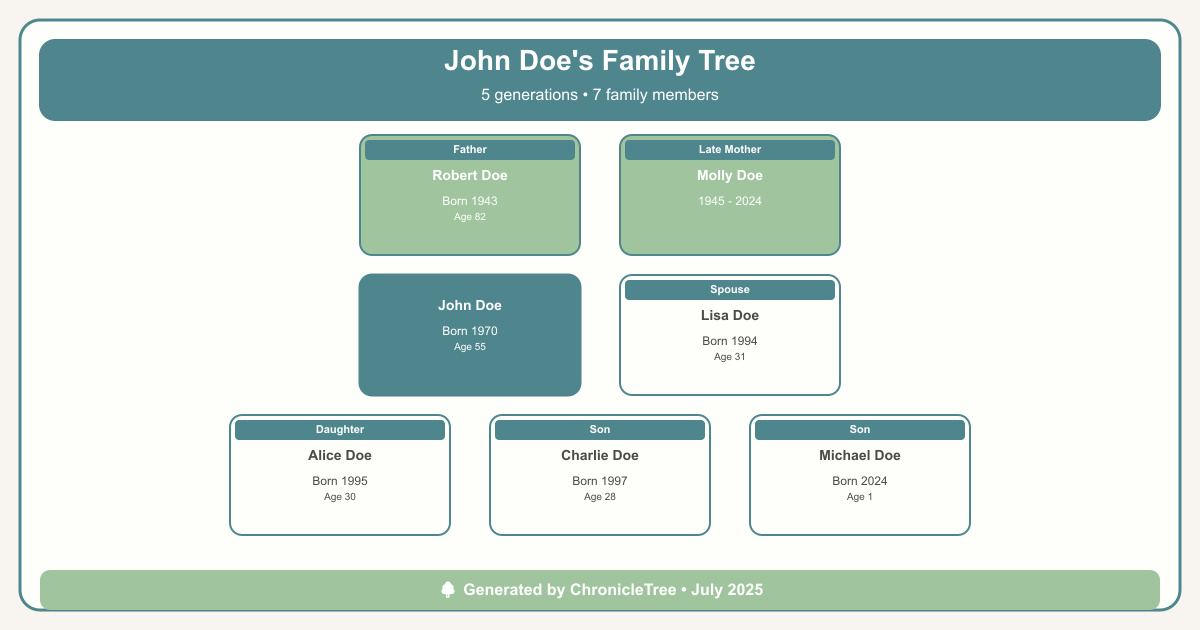 John Doe's Family Tree
5 generations • 7 family members
Father
Robert Doe
Born 1943
Age 82
Late Mother
Molly Doe
1945 - 2024
John Doe
Born 1970
Age 55
Spouse
Lisa Doe
Born 1994
Age 31
Daughter
Alice Doe
Born 1995
Age 30
Son
Charlie Doe
Born 1997
Age 28
Son
Michael Doe
Born 2024
Age 1
Generated by ChronicleTree • July 2025